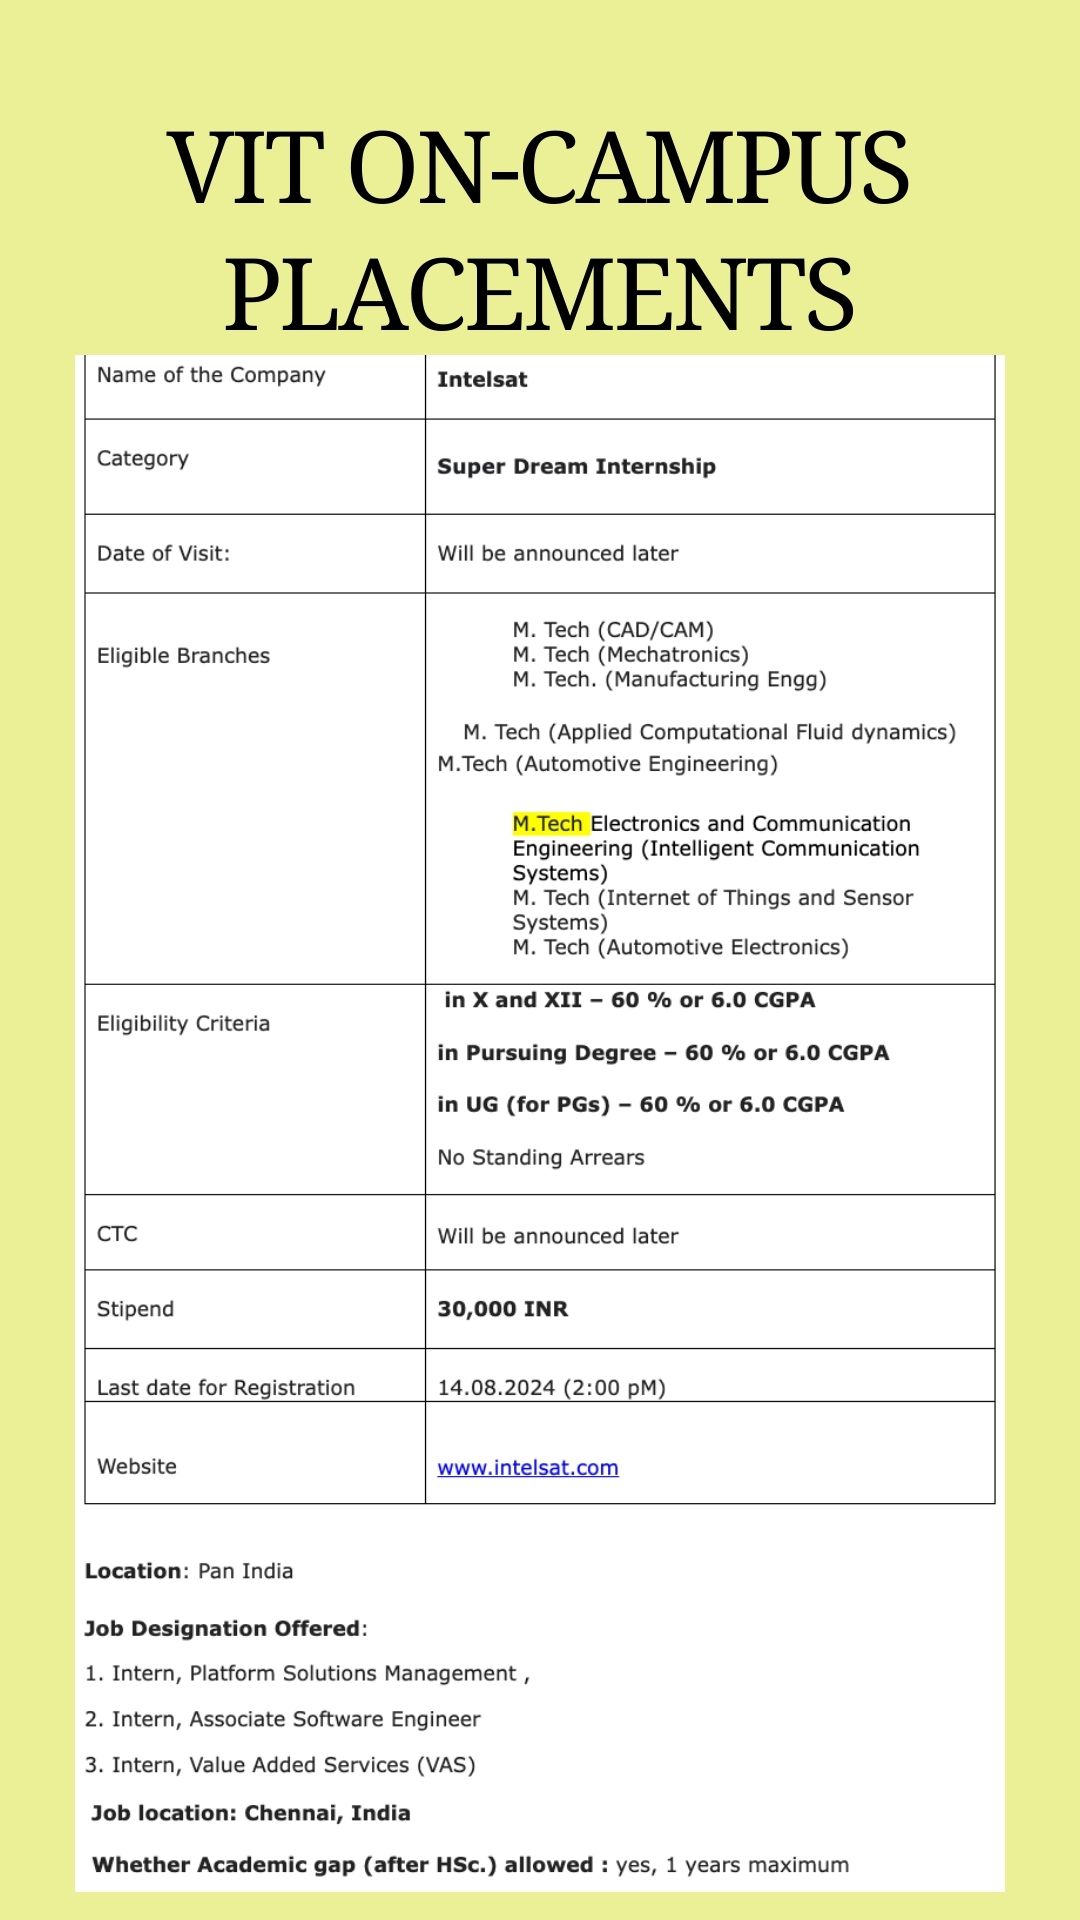 VIT ON-CAMPUS
PLACEMENTS
Name of the Company
Intelsat
Category
Super Dream Internship
Date of Visit:
Will be announced later
Eligible Branches
M. Tech (CAD/CAM)
M. Tech (Mechatronics)
M. Tech. (Manufacturing Engg)
M. Tech (Applied Computational Fluid dynamics)
M.Tech (Automotive Engineering)
M.Tech Electronics and Communication
Engineering (Intelligent Communication
Systems)
M. Tech (Internet of Things and Sensor
Systems)
M. Tech (Automotive Electronics)
Eligibility Criteria
in X and XII – 60 % or 6.0 CGPA
in Pursuing Degree – 60 % or 6.0 CGPA
in UG (for PGs) – 60 % or 6.0 CGPA
No Standing Arrears
CTC
Will be announced later
Stipend
30,000 INR
Last date for Registration
14.08.2024 (2:00 pM)
Website
www.intelsat.com
Location: Pan India
Job Designation Offered:
1. Intern, Platform Solutions Management ,
2. Intern, Associate Software Engineer
3. Intern, Value Added Services (VAS)
Job location: Chennai, India
Whether Academic gap (after HSc.) allowed : yes, 1 years maximum